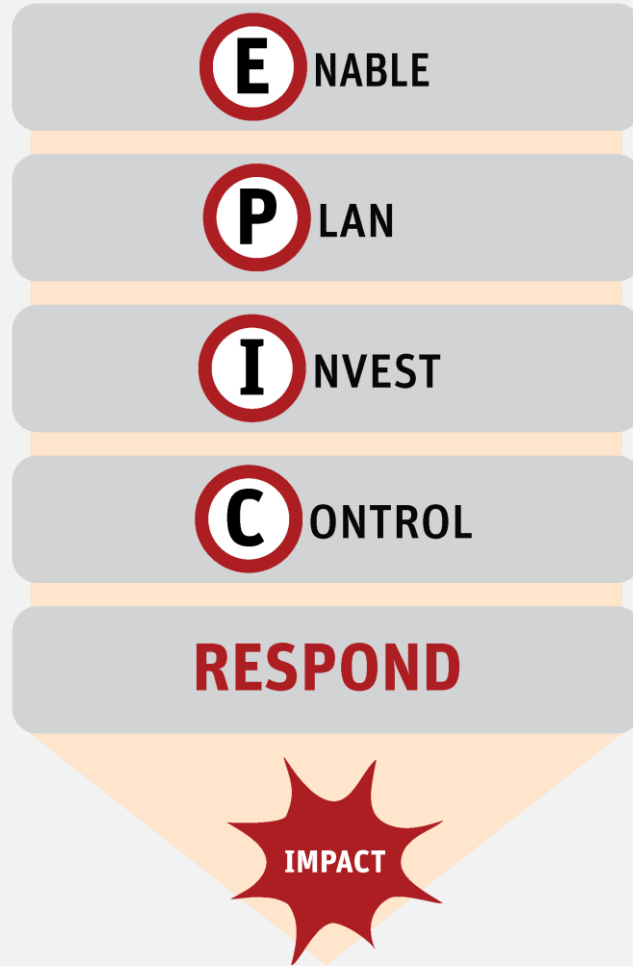 ENABLE
PLAN
INVEST
CONTROL
RESPOND
IMPACT